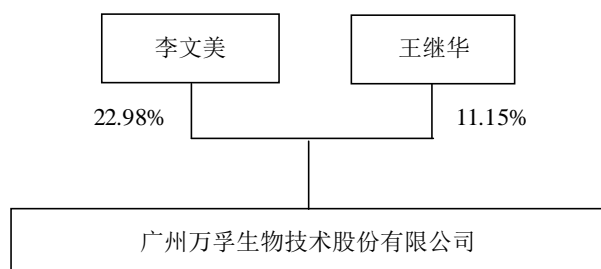 李文美
王继华
22.98%
11.15%
广州万孚生物技术股份有限公司